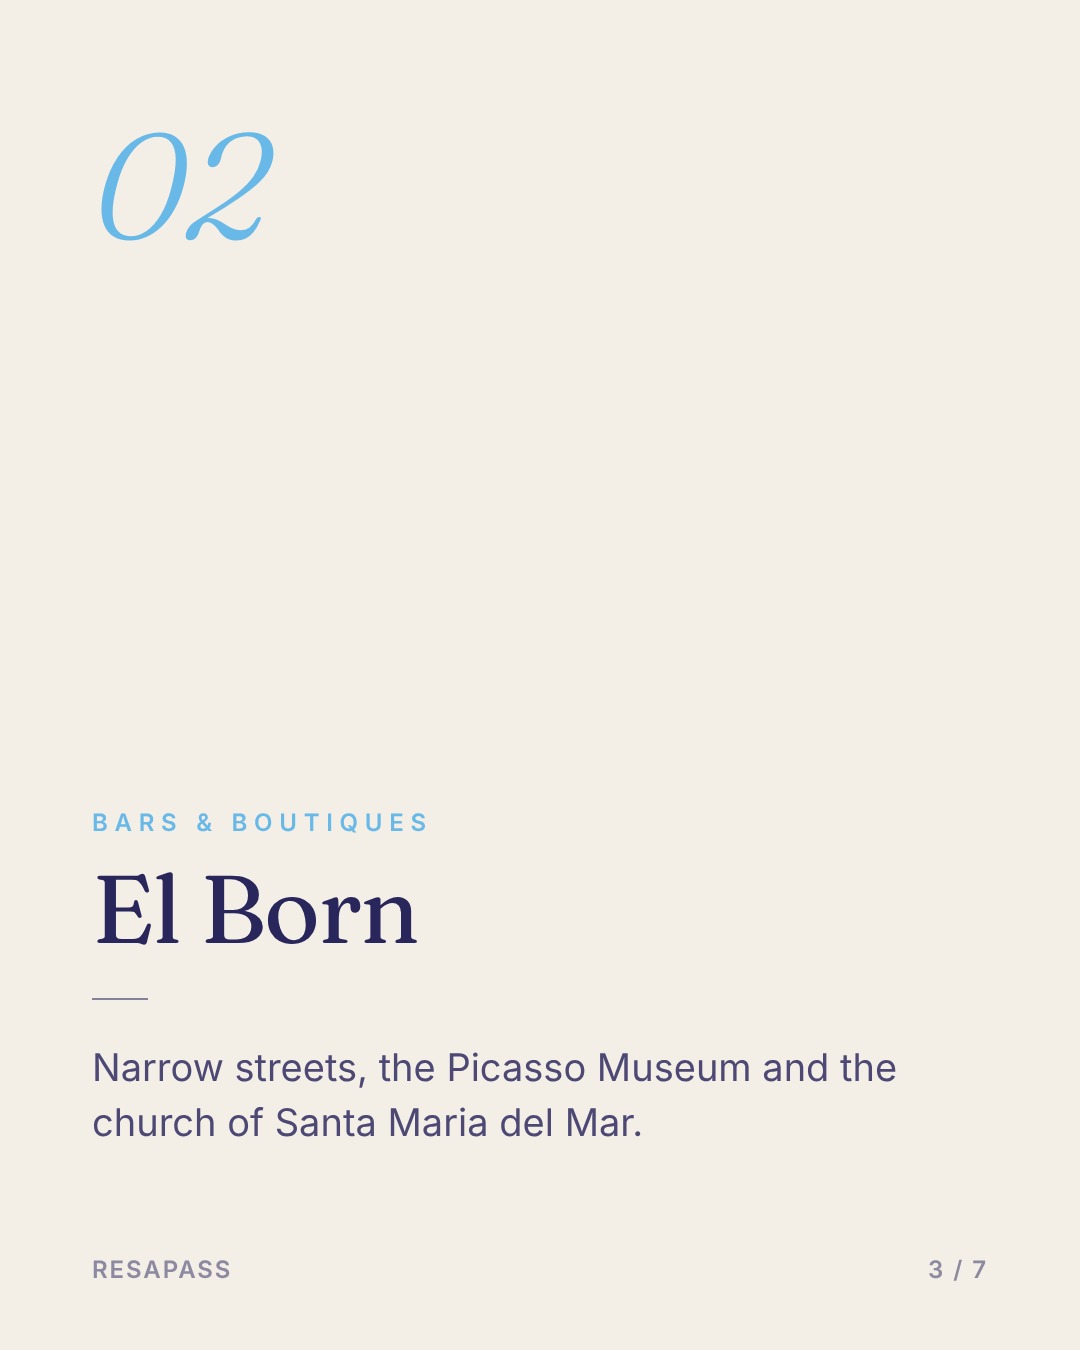 02
BARS & BOUTIQUES
El Born
Narrow streets, the Picasso Museum and the
church of Santa Maria del Mar.
RESAPASS
3 / 7